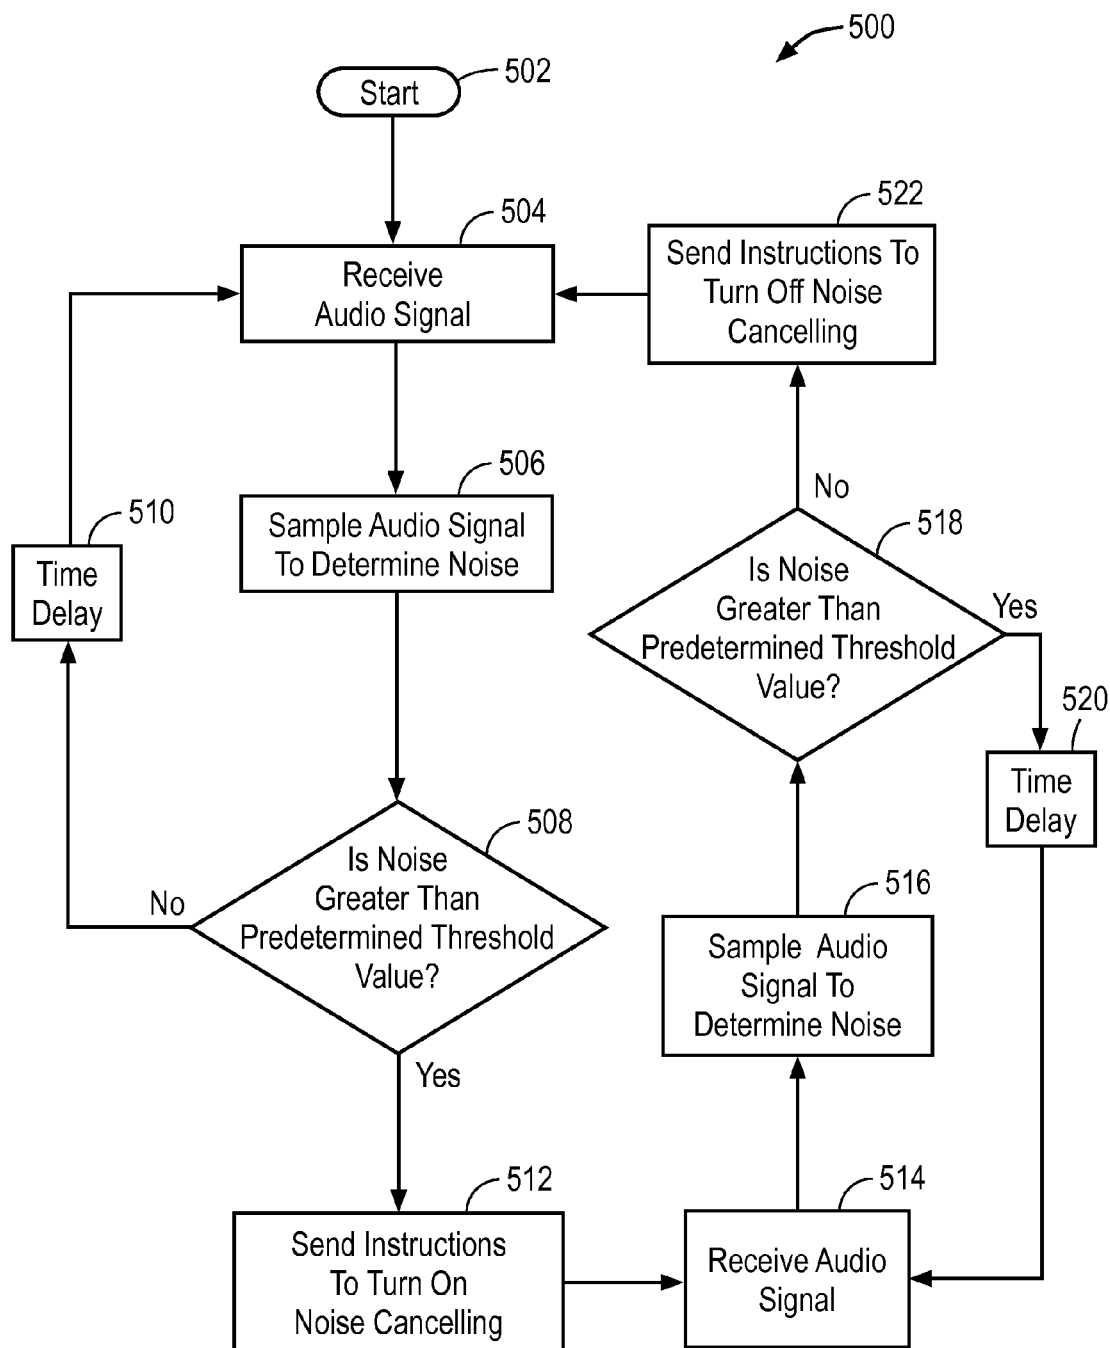 500
502
Start
504
Receive
Audio Signal
522
Send Instructions To
Turn Off Noise
Cancelling
506
Sample Audio Signal
To Determine Noise
510
Time
Delay
No
518
Is Noise
Greater Than
Predetermined Threshold
Value?
Yes
520
Time
Delay
508
Is Noise
Greater Than
Predetermined Threshold
Value?
No
Yes
516
Sample Audio
Signal To
Determine Noise
512
Send Instructions
To Turn On
Noise Cancelling
514
Receive Audio
Signal